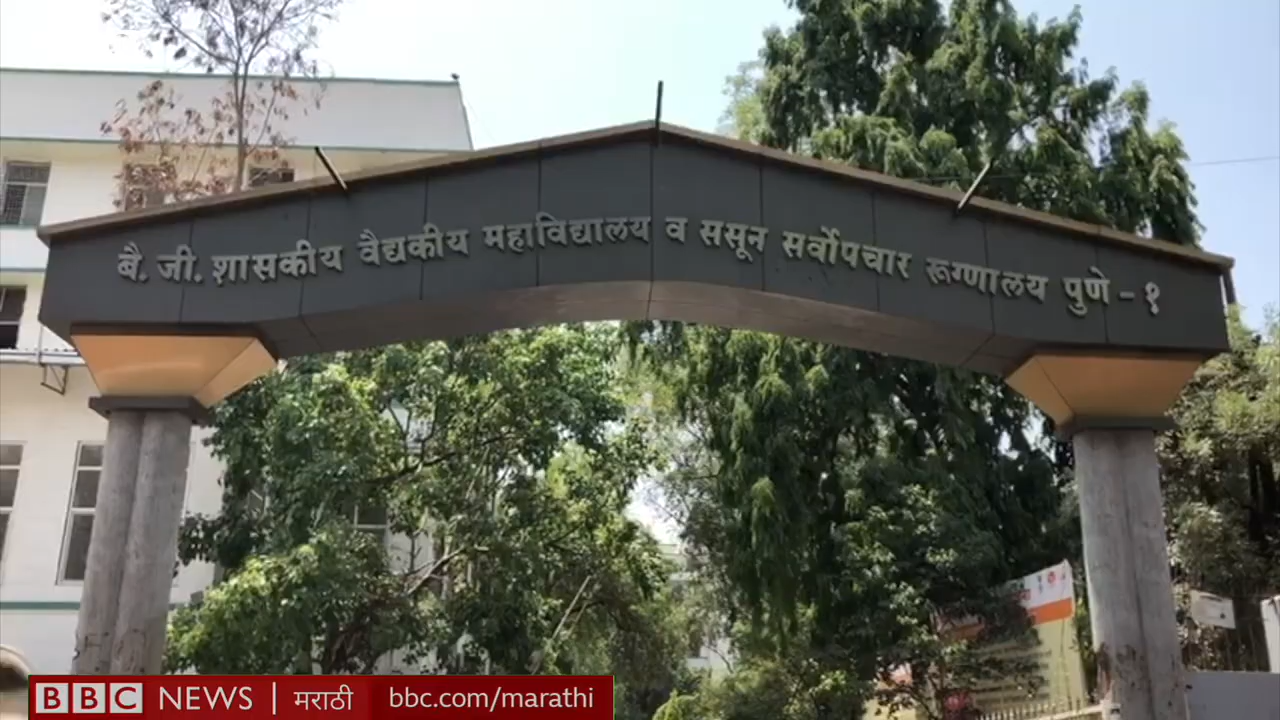 बै. जी. शासकीय वैद्यकीय महाविद्यालय व ससून सर्वोपचार रूग्णालय पुणे - १
BBC NEWS | मराठी bbc.com/marathi